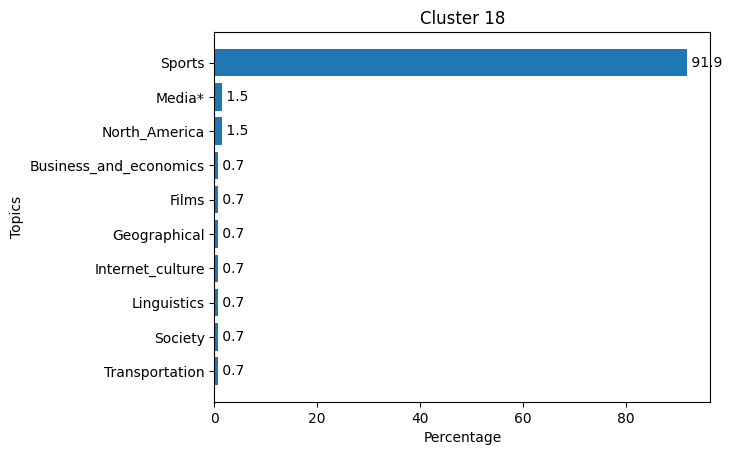 Cluster 18
Topics
Sports 91.9
Media* 1.5
North_America 1.5
Business_and_economics 0.7
Films 0.7
Geographical 0.7
Internet_culture 0.7
Linguistics 0.7
Society 0.7
Transportation 0.7
0 20 40 60 80
Percentage